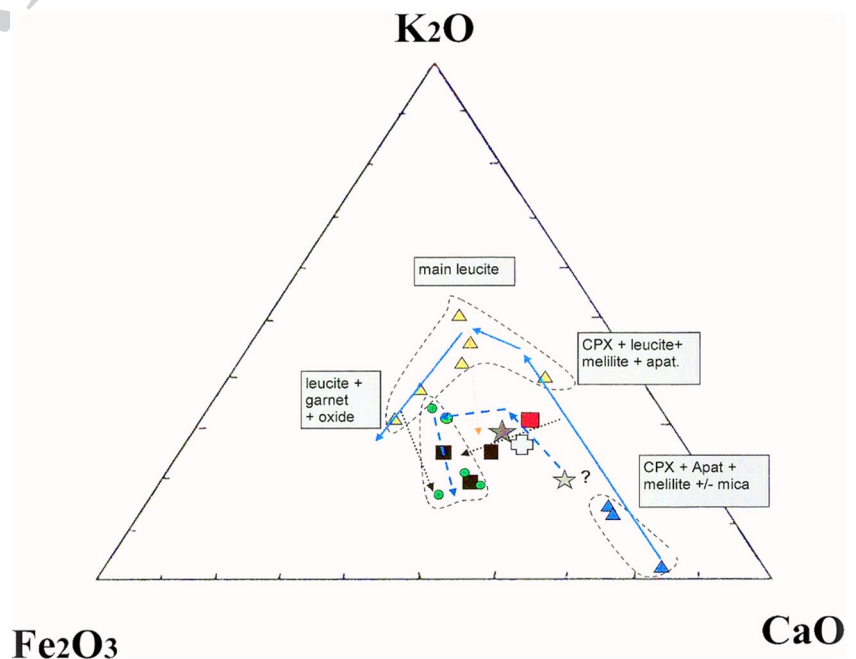 K2O
main leucite
CPX + leucite+
melilite + apat.
leucite +
garnet
+ oxide
?
CPX + Apat +
melilite +/- mica
Fe2O3
CaO